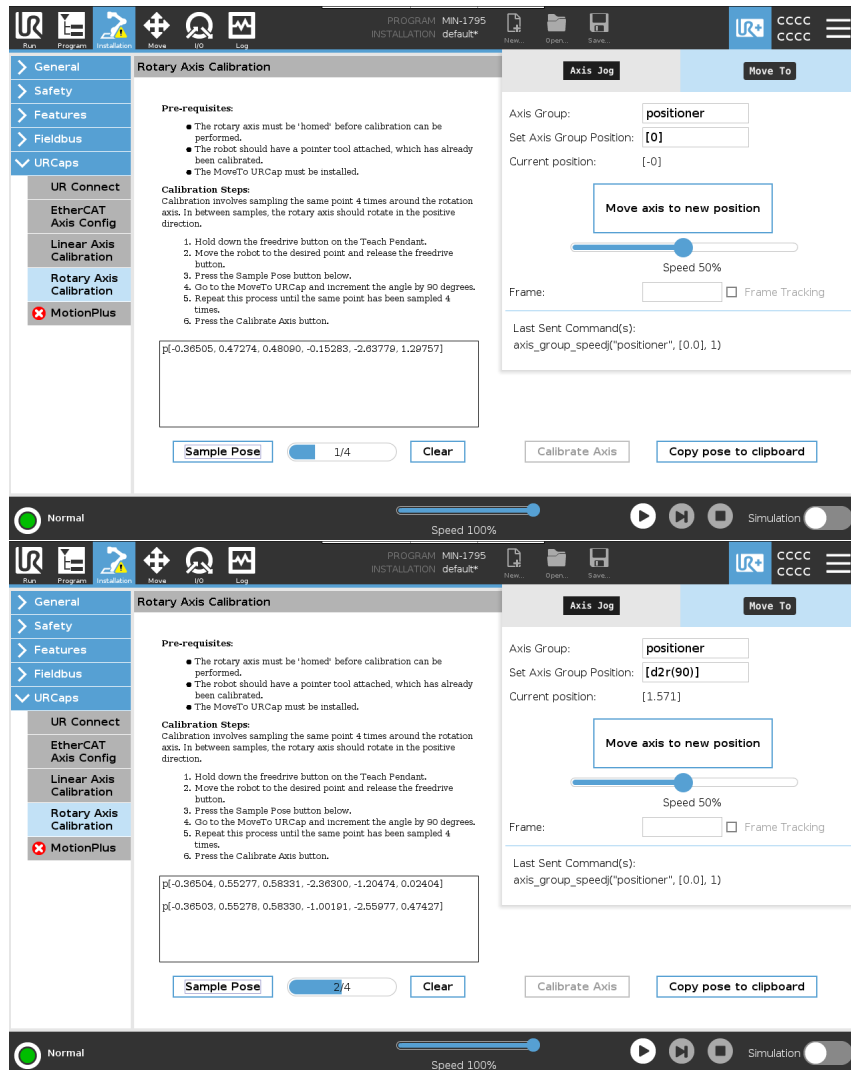 PROGRAM MIN-1795
INSTALLATION default*
UR+
CCCC
CCCC
Run Program Installation Move I/O Log New... Open... Save...
General
Safety
Features
Fieldbus
URCaps
UR Connect
EtherCAT
Axis Config
Linear Axis
Calibration
Rotary Axis
Calibration
MotionPlus
Rotary Axis Calibration
Pre-requisites:
The rotary axis must be 'homed' before calibration can be
performed.
The robot should have a pointer tool attached, which has already
been calibrated.
The MoveTo URCap must be installed.
Calibration Steps:
Calibration involves sampling the same point 4 times around the rotation
axis. In between samples, the rotary axis should rotate in the positive
direction.
1. Hold down the freedrive button on the Teach Pendant.
2. Move the robot to the desired point and release the freedrive
button.
3. Press the Sample Pose button below.
4. Go to the MoveTo URCap and increment the angle by 90 degrees.
5. Repeat this process until the same point has been sampled 4
times.
6. Press the Calibrate Axis button.
p[-0.36505, 0.47274, 0.48090, -0.15283, -2.63779, 1.29757]
Sample Pose 1/4 Clear Calibrate Axis Copy pose to clipboard
Axis Jog Move To
Axis Group: positioner
Set Axis Group Position: [0]
Current position: [-0]
Move axis to new position
Speed 50%
Frame: Frame Tracking
Last Sent Command(s):
axis_group_speedj("positioner", [0.0], 1)
Normal
Speed 100%
Simulation
PROGRAM MIN-1795
INSTALLATION default*
UR+
CCCC
CCCC
Run Program Installation Move I/O Log New... Open... Save...
General
Safety
Features
Fieldbus
URCaps
UR Connect
EtherCAT
Axis Config
Linear Axis
Calibration
Rotary Axis
Calibration
MotionPlus
Rotary Axis Calibration
Pre-requisites:
The rotary axis must be 'homed' before calibration can be
performed.
The robot should have a pointer tool attached, which has already
been calibrated.
The MoveTo URCap must be installed.
Calibration Steps:
Calibration involves sampling the same point 4 times around the rotation
axis. In between samples, the rotary axis should rotate in the positive
direction.
1. Hold down the freedrive button on the Teach Pendant.
2. Move the robot to the desired point and release the freedrive
button.
3. Press the Sample Pose button below.
4. Go to the MoveTo URCap and increment the angle by 90 degrees.
5. Repeat this process until the same point has been sampled 4
times.
6. Press the Calibrate Axis button.
p[-0.36504, 0.55277, 0.58331, -2.36300, -1.20474, 0.02404]
p[-0.36503, 0.55278, 0.58330, -1.00191, -2.55977, 0.47427]
Sample Pose 2/4 Clear Calibrate Axis Copy pose to clipboard
Axis Jog Move To
Axis Group: positioner
Set Axis Group Position: [d2r(90)]
Current position: [1.571]
Move axis to new position
Speed 50%
Frame: Frame Tracking
Last Sent Command(s):
axis_group_speedj("positioner", [0.0], 1)
Normal
Speed 100%
Simulation